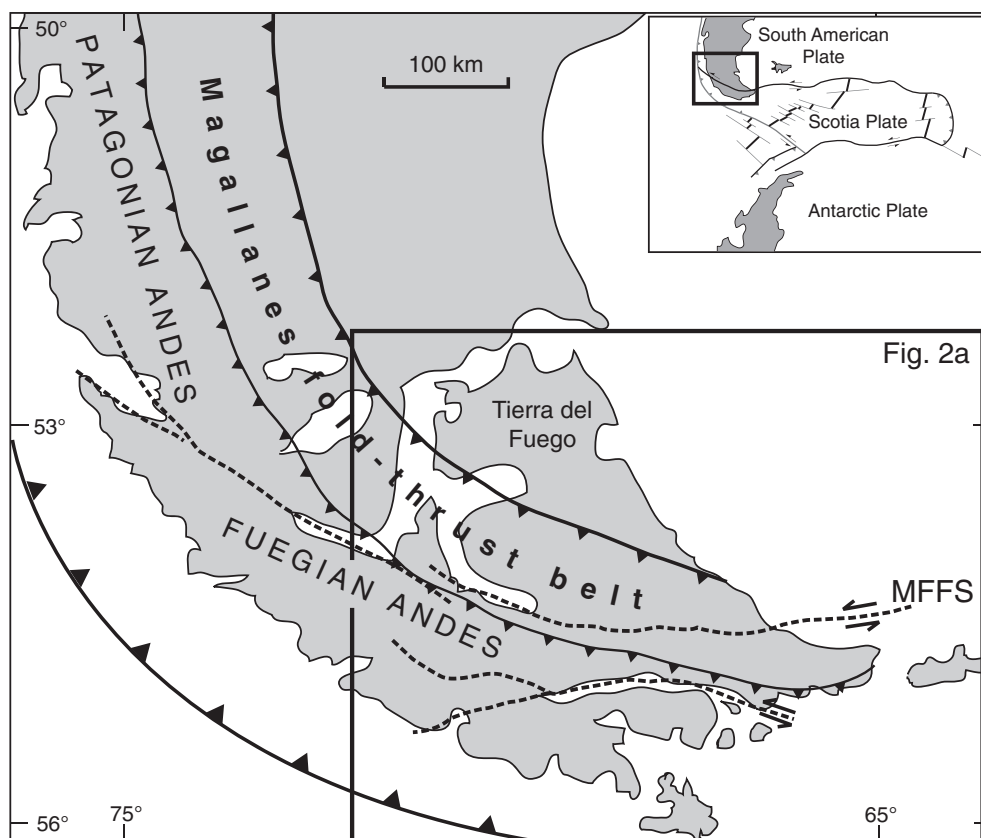 50°
100 km
PATAGONIAN ANDES
Magallanes fold-thrust belt
South American
Plate
Scotia Plate
Antarctic Plate
Fig. 2a
Tierra del
Fuego
53°
FUEGIAN ANDES
MFFS
56°
75°
65°